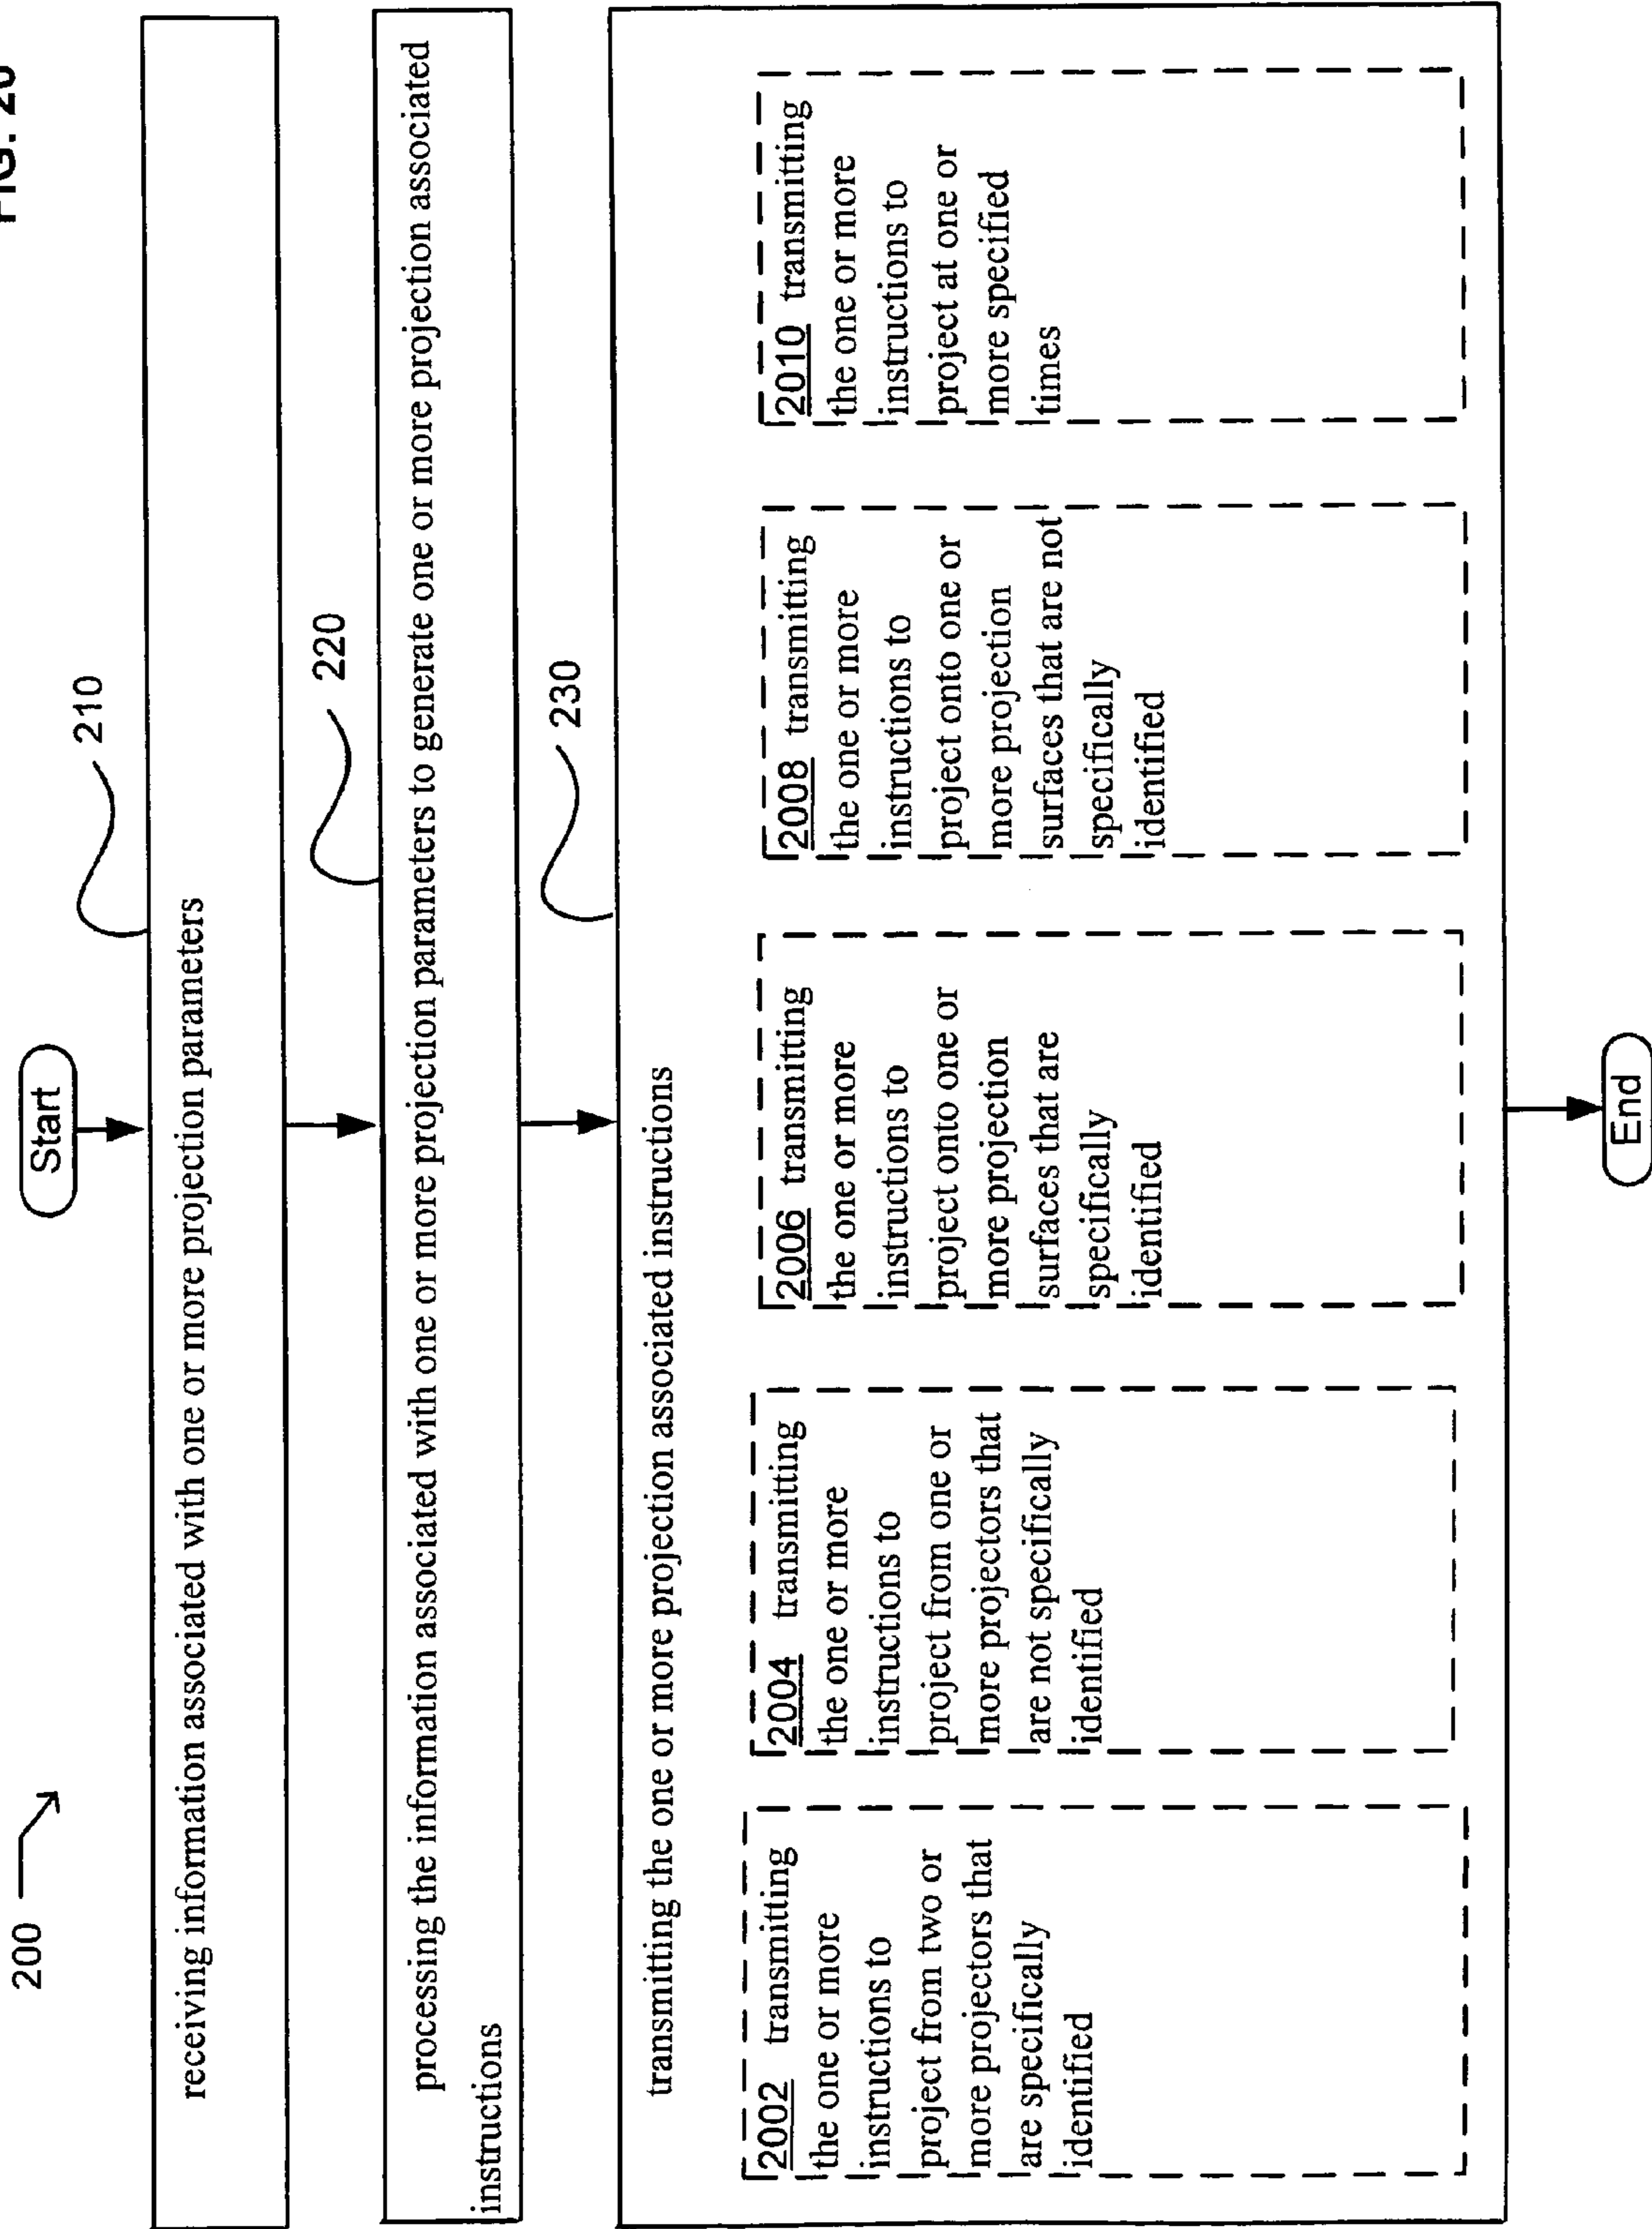 FIG. 20
200
Start
210
receiving information associated with one or more projection parameters
220
processing the information associated with one or more projection parameters to generate one or more projection associated
instructions
230
transmitting the one or more projection associated instructions
2002 transmitting
the one or more
instructions to
project from two or
more projectors that
are specifically
identified
2004 transmitting
the one or more
instructions to
project from one or
more projectors that
are not specifically
identified
2006 transmitting
the one or more
instructions to
project onto one or
more projection
surfaces that are
specifically
identified
2008 transmitting
the one or more
instructions to
project onto one or
more projection
surfaces that are not
specifically
identified
2010 transmitting
the one or more
instructions to
project at one or
more specified
times
End